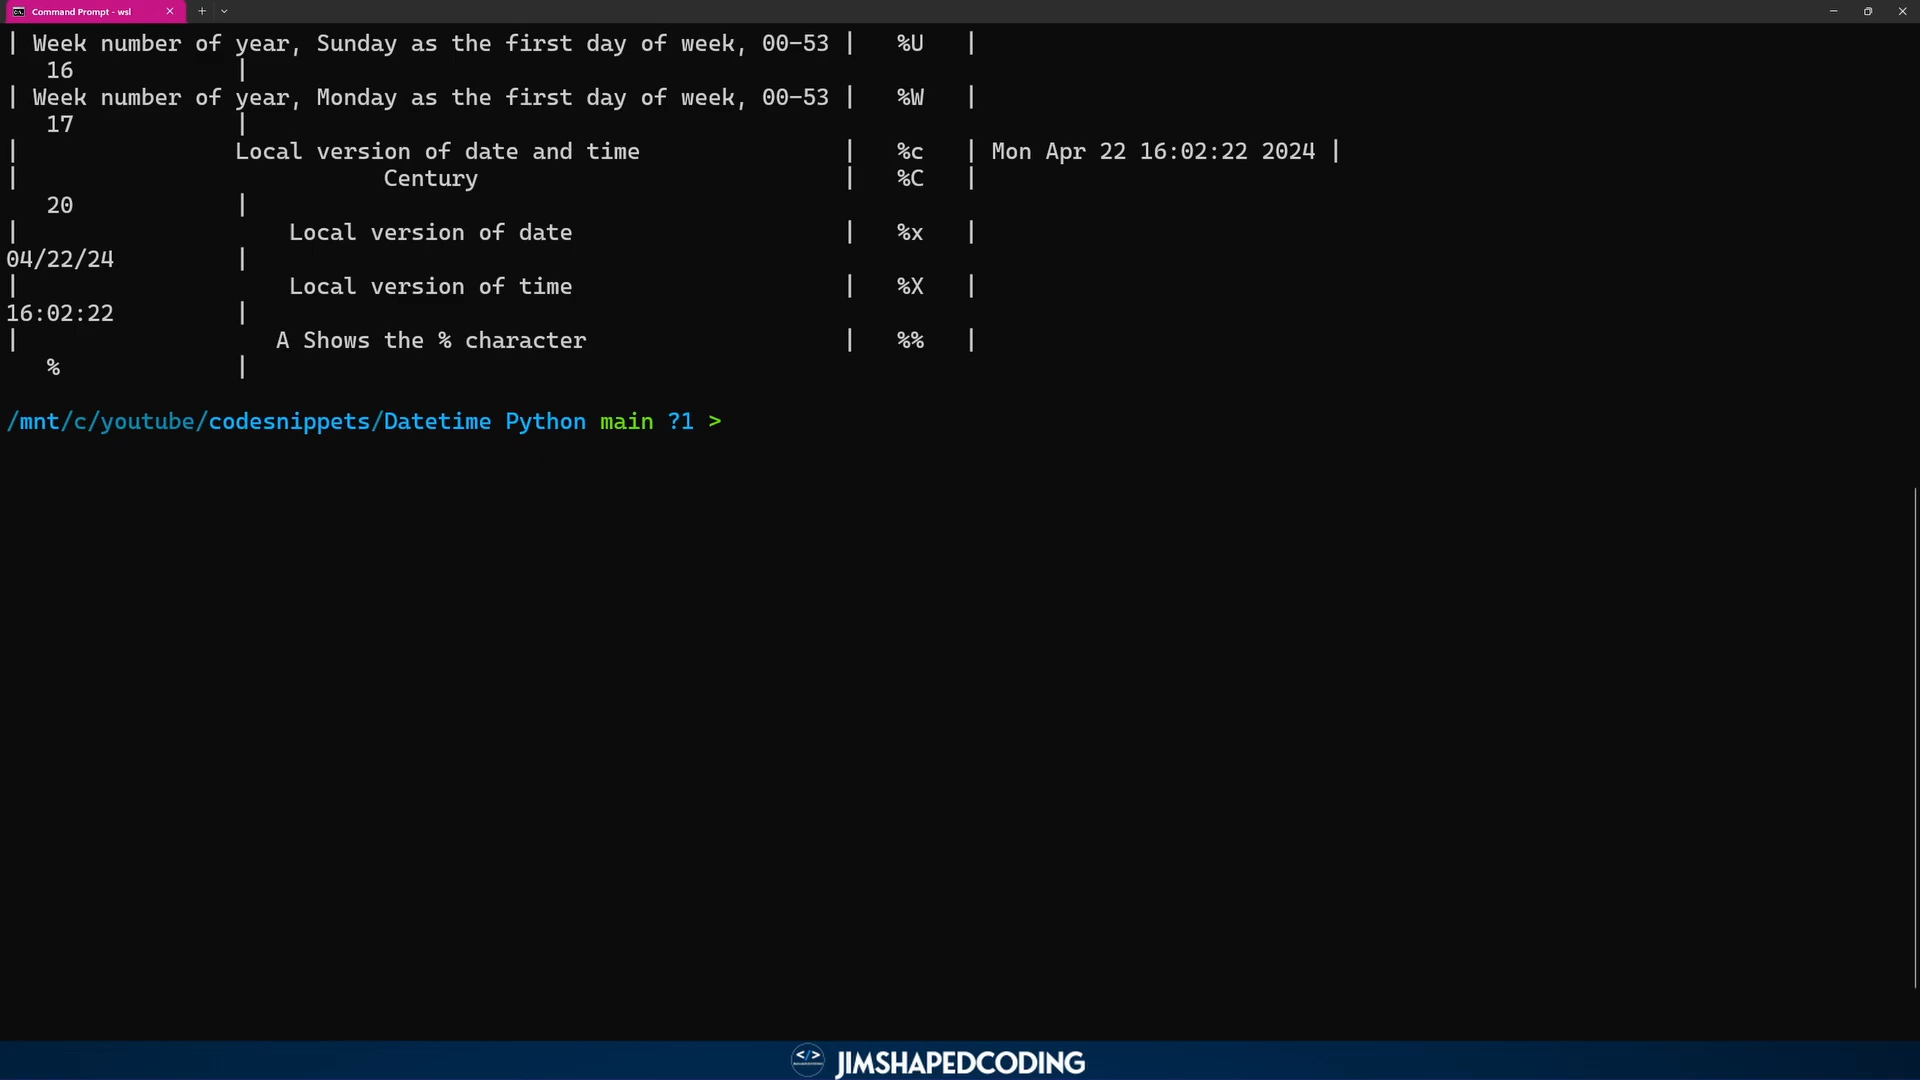 Command Prompt - wsl
| Week number of year, Sunday as the first day of week, 00-53 |   %U   |
   16            |
| Week number of year, Monday as the first day of week, 00-53 |   %W   |
   17            |
|                Local version of date and time               |   %c   | Mon Apr 22 16:02:22 2024 |
|                           Century                           |   %C   |
   20            |
|                    Local version of date                    |   %x   |
04/22/24         |
|                    Local version of time                    |   %X   |
16:02:22         |
|                   A Shows the % character                   |   %%   |
   %             |
/mnt/c/youtube/codesnippets/Datetime Python main ?1 >
</> JIMSHAPEDCODING